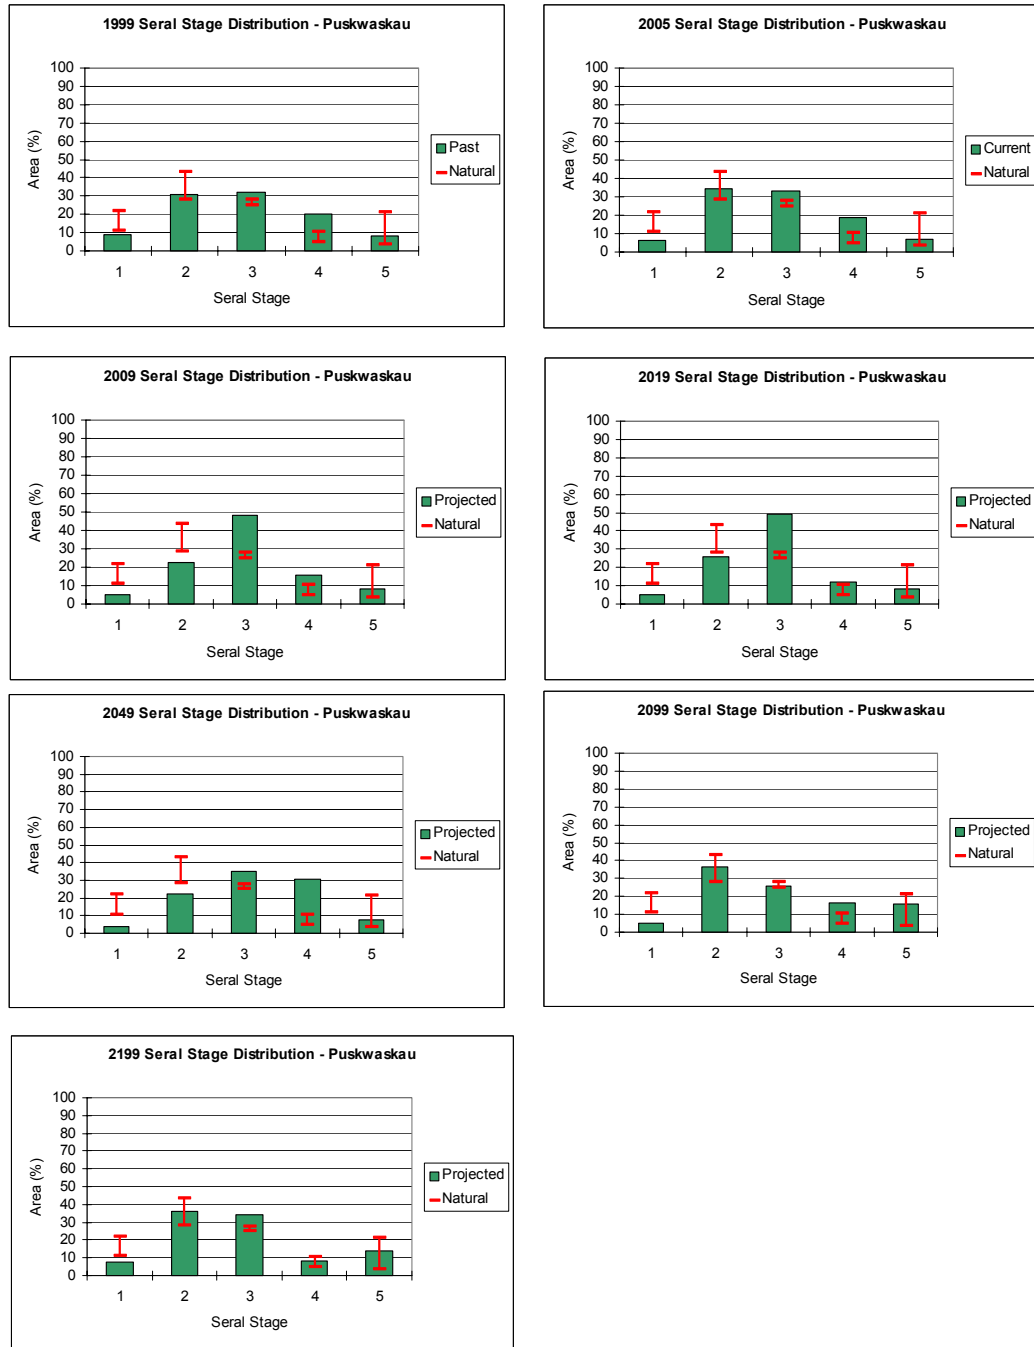 1999 Seral Stage Distribution - Puskwaskau
100
90
80
70
60
50
40
30
20
10
0
Area (%)
1 2 3 4 5
Seral Stage
Past
Natural
2005 Seral Stage Distribution - Puskwaskau
100
90
80
70
60
50
40
30
20
10
0
Area (%)
1 2 3 4 5
Seral Stage
Current
Natural
2009 Seral Stage Distribution - Puskwaskau
100
90
80
70
60
50
40
30
20
10
0
Area (%)
1 2 3 4 5
Seral Stage
Projected
Natural
2019 Seral Stage Distribution - Puskwaskau
100
90
80
70
60
50
40
30
20
10
0
Area (%)
1 2 3 4 5
Seral Stage
Projected
Natural
2049 Seral Stage Distribution - Puskwaskau
100
90
80
70
60
50
40
30
20
10
0
Area (%)
1 2 3 4 5
Seral Stage
Projected
Natural
2099 Seral Stage Distribution - Puskwaskau
100
90
80
70
60
50
40
30
20
10
0
Area (%)
1 2 3 4 5
Seral Stage
Projected
Natural
2199 Seral Stage Distribution - Puskwaskau
100
90
80
70
60
50
40
30
20
10
0
Area (%)
1 2 3 4 5
Seral Stage
Projected
Natural